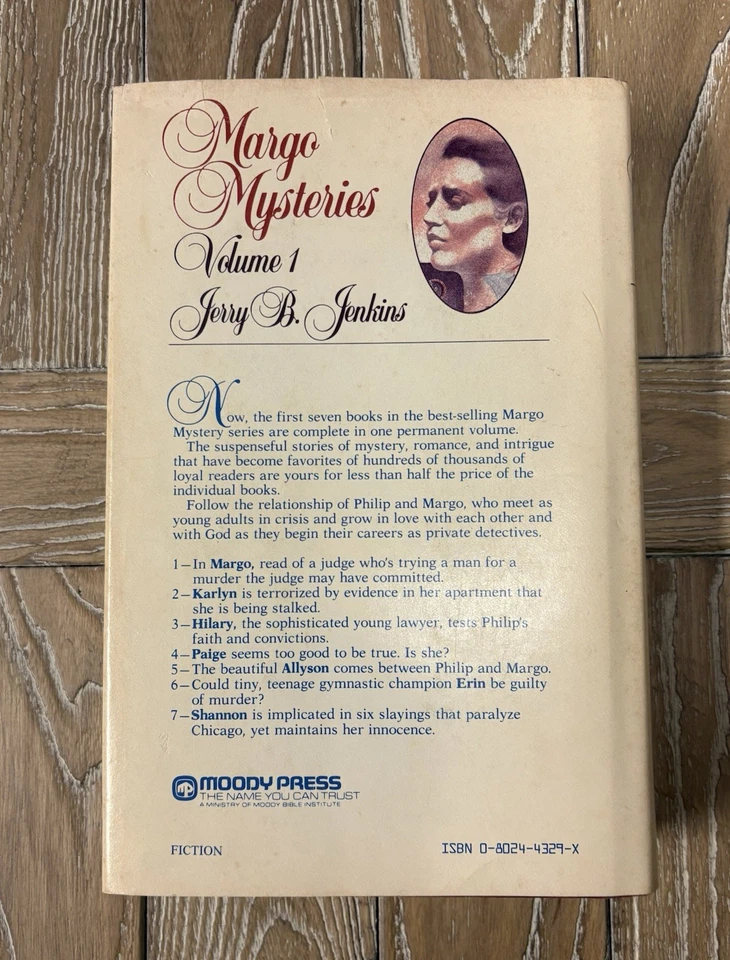 Margo
Mysteries
Volume 1
Jerry B. Jenkins
Now, the first seven books in the best-selling Margo
Mystery series are complete in one permanent volume.
The suspenseful stories of mystery, romance, and intrigue
that have become favorites of hundreds of thousands of
loyal readers are yours for less than half the price of the
individual books.
Follow the relationship of Philip and Margo, who meet as
young adults in crisis and grow in love with each other and
with God as they begin their careers as private detectives.
1—In Margo, read of a judge who's trying a man for a
murder the judge may have committed.
2—Karlyn is terrorized by evidence in her apartment that
she is being stalked.
3—Hilary, the sophisticated young lawyer, tests Philip's
faith and convictions.
4—Paige seems too good to be true. Is she?
5—The beautiful Allyson comes between Philip and Margo.
6—Could tiny, teenage gymnastic champion Erin be guilty
of murder?
7—Shannon is implicated in six slayings that paralyze
Chicago, yet maintains her innocence.
MOODY PRESS
THE NAME YOU CAN TRUST
A MINISTRY OF MOODY BIBLE INSTITUTE
FICTION
ISBN 0-8024-4329-X